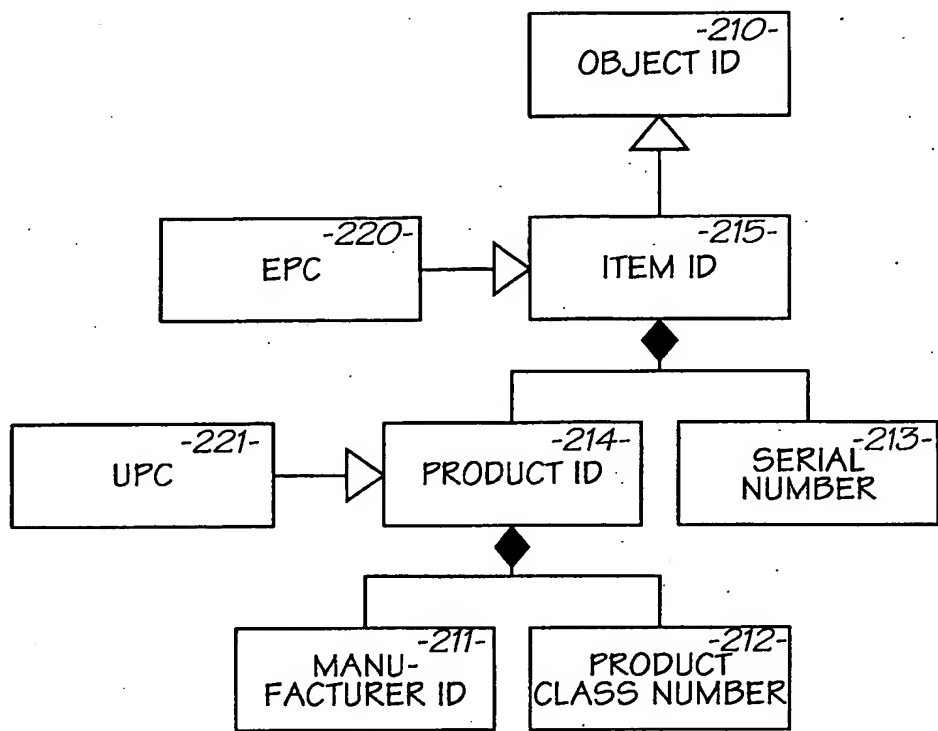 -210-
OBJECT ID
-220-
EPC
-215-
ITEM ID
-221-
UPC
-214-
PRODUCT ID
-213-
SERIAL
NUMBER
-211-
MANU-
FACTURER ID
-212-
PRODUCT
CLASS NUMBER